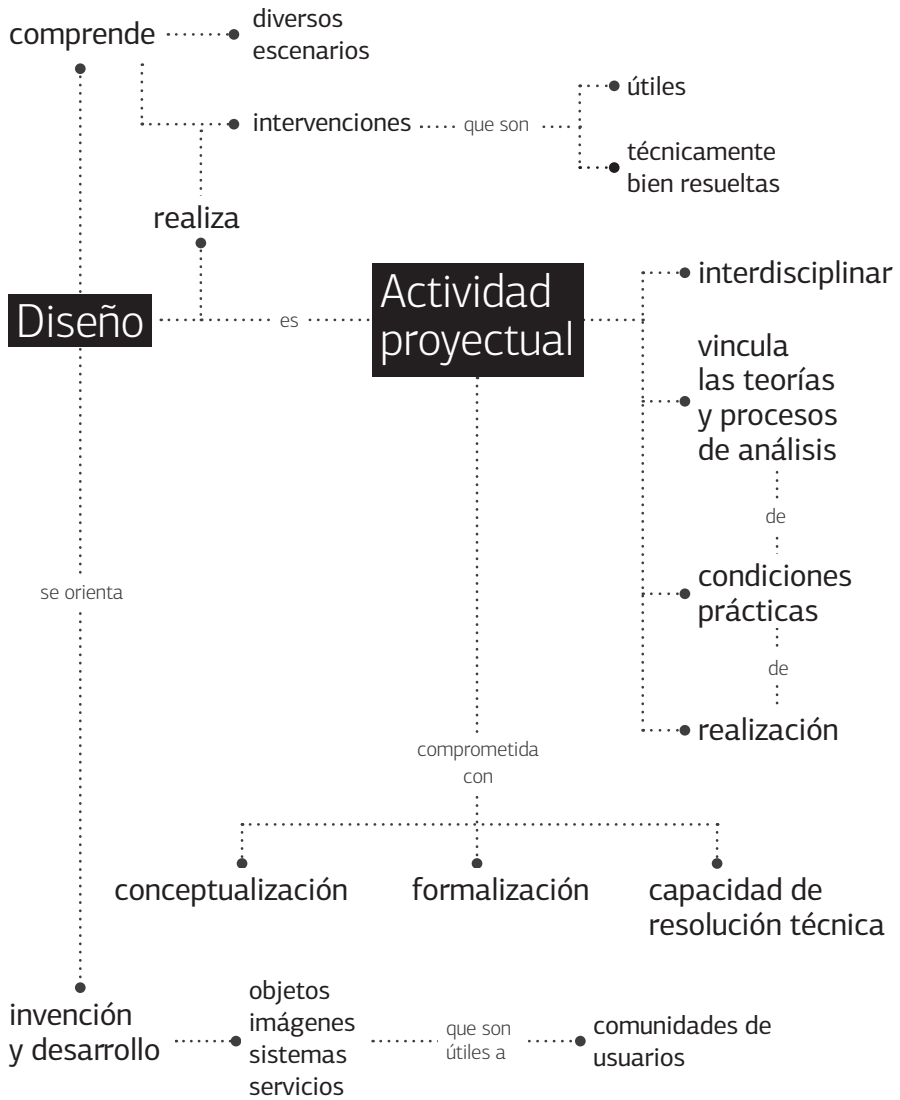 comprende
diversos
escenarios
intervenciones
que son
útiles
técnicamente
bien resueltas
realiza
Diseño
es
Actividad
proyectual
interdisciplinar
vincula
las teorías
y procesos
de análisis
de
condiciones
prácticas
de
realización
se orienta
comprometida
con
conceptualización
formalización
capacidad de
resolución técnica
invención
y desarrollo
objetos
imágenes
sistemas
servicios
que son
útiles a
comunidades de
usuarios